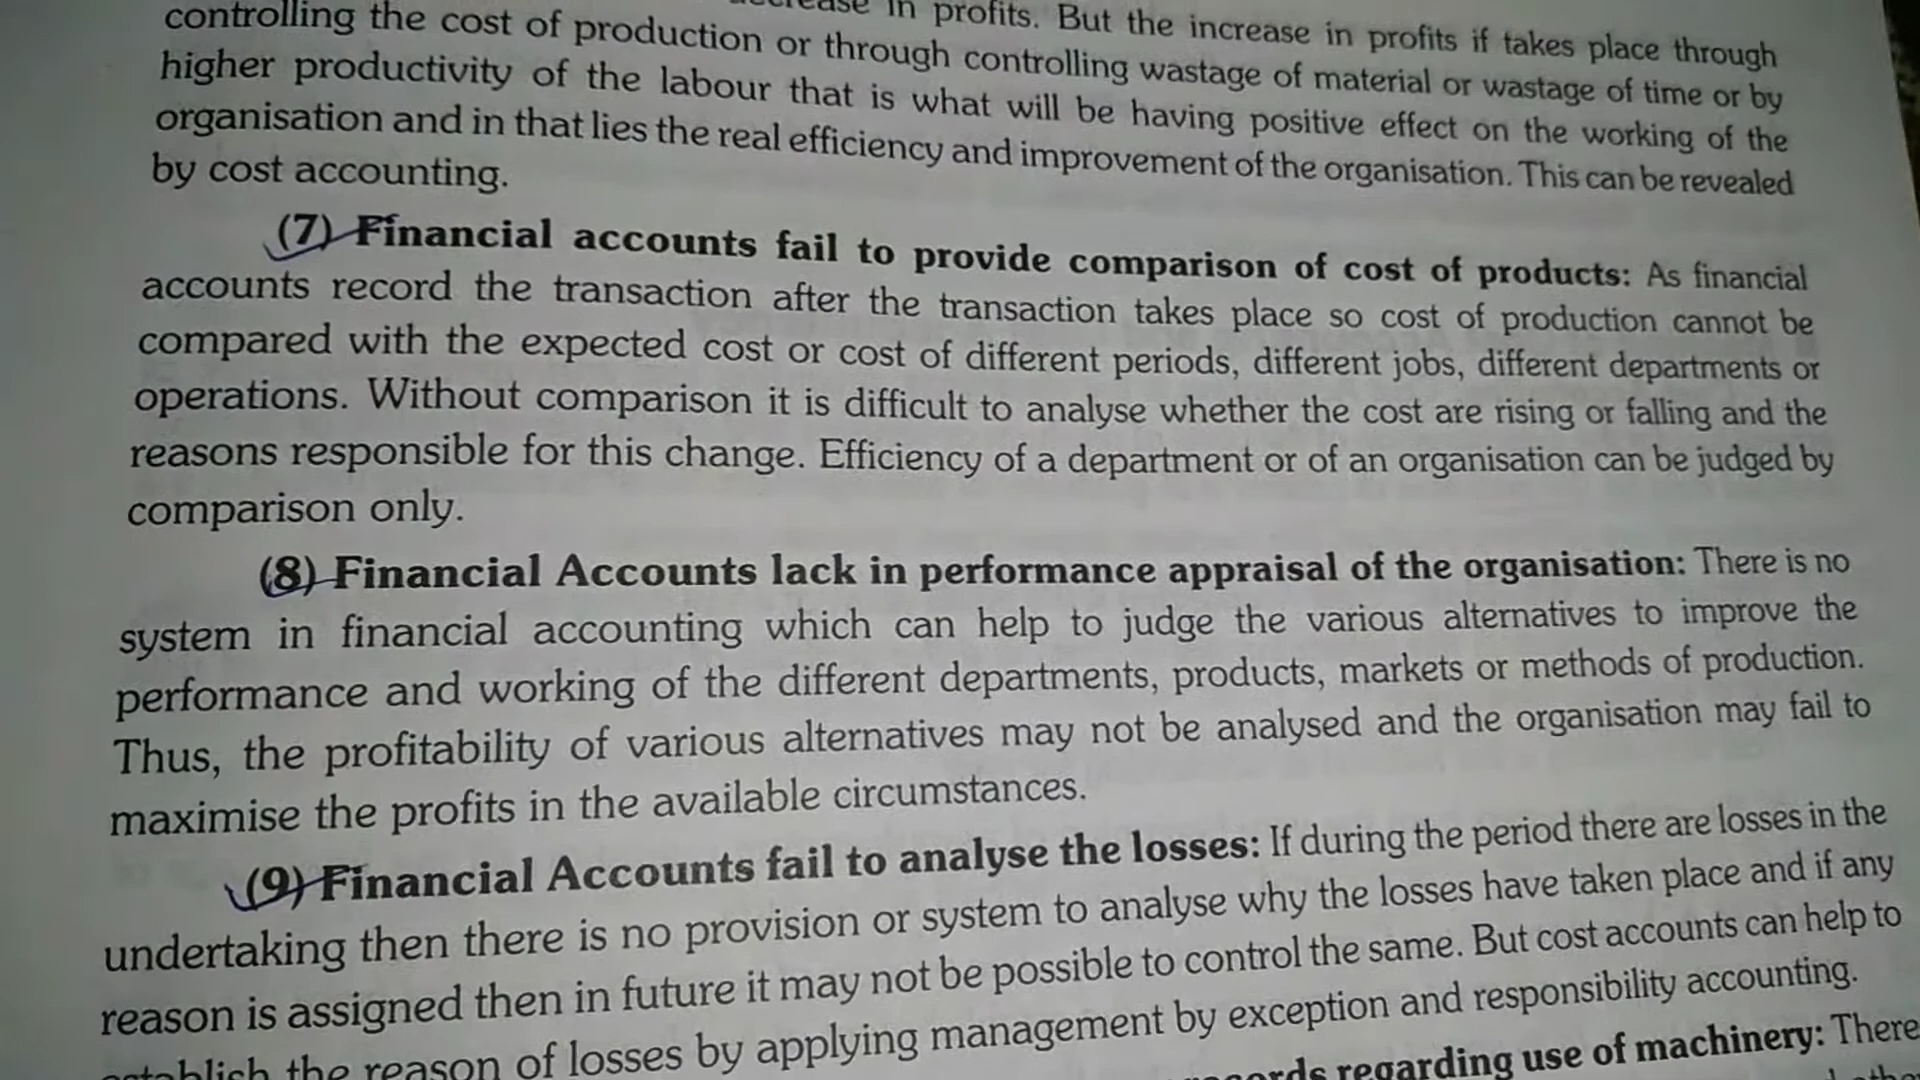 in profits. But the increase in profits if takes place through
controlling the cost of production or through controlling wastage of material or wastage of time or by
higher productivity of the labour that is what will be having positive effect on the working of the
organisation and in that lies the real efficiency and improvement of the organisation. This can be revealed
by cost accounting.
(7) Financial accounts fail to provide comparison of cost of products: As financial
accounts record the transaction after the transaction takes place so cost of production cannot be
compared with the expected cost or cost of different periods, different jobs, different departments or
operations. Without comparison it is difficult to analyse whether the cost are rising or falling and the
reasons responsible for this change. Efficiency of a department or of an organisation can be judged by
comparison only.
(8) Financial Accounts lack in performance appraisal of the organisation: There is no
system in financial accounting which can help to judge the various alternatives to improve the
performance and working of the different departments, products, markets or methods of production.
Thus, the profitability of various alternatives may not be analysed and the organisation may fail to
maximise the profits in the available circumstances.
(9) Financial Accounts fail to analyse the losses: If during the period there are losses in the
undertaking then there is no provision or system to analyse why the losses have taken place and if any
reason is assigned then in future it may not be possible to control the same. But cost accounts can help to
establish the reason of losses by applying management by exception and responsibility accounting.
regarding use of machinery: There